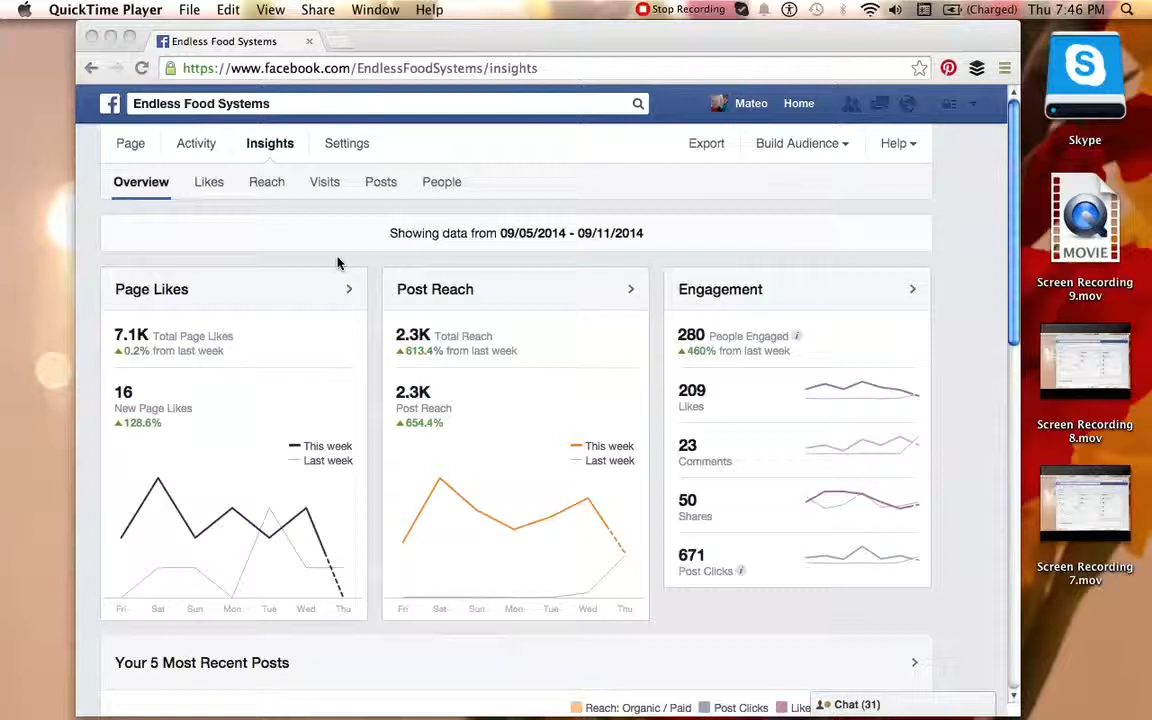 QuickTime Player File Edit View Share Window Help Stop Recording (Charged) Thu 7:46 PM
Endless Food Systems
https://www.facebook.com/EndlessFoodSystems/insights
Endless Food Systems Mateo Home
Page Activity Insights Settings Export Build Audience Help
Overview Likes Reach Visits Posts People
Showing data from 09/05/2014 - 09/11/2014
Page Likes
7.1K Total Page Likes
0.2% from last week
16
New Page Likes
128.6%
This week
Last week
Fri Sat Sun Mon Tue Wed Thu
Post Reach
2.3K Total Reach
613.4% from last week
2.3K
Post Reach
654.4%
This week
Last week
Fri Sat Sun Mon Tue Wed Thu
Engagement
280 People Engaged
460% from last week
209
Likes
23
Comments
50
Shares
671
Post Clicks
Your 5 Most Recent Posts
Reach: Organic / Paid Post Clicks Like
Chat (31)
Skype
MOVIE
Screen Recording
9.mov
Screen Recording
8.mov
Screen Recording
7.mov